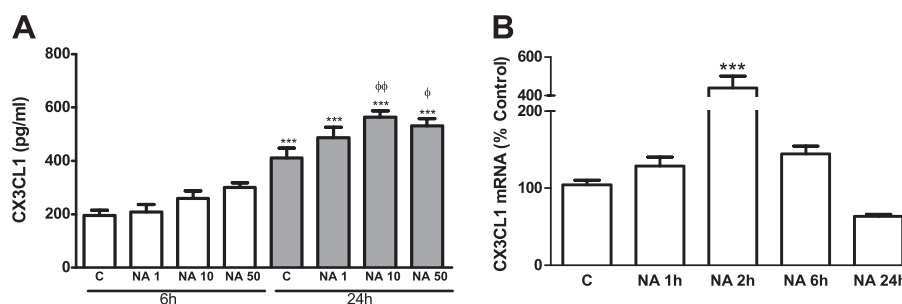 A
CX3CL1 (pg/ml)
800
600
400
200
0
***
***
ϕϕ
***
ϕ
***
C
NA 1
NA 10
NA 50
C
NA 1
NA 10
NA 50
6h
24h
B
CX3CL1 mRNA (% Control)
600
400
200
100
0
***
C
NA 1h
NA 2h
NA 6h
NA 24h